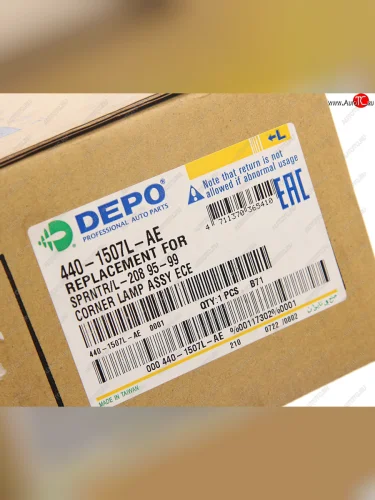 www.AutoTC.ru
←L
DEPO
PROFESSIONAL AUTO PARTS
Note that return is not
allowed if abnormal usage
4 711370 365410
EAC
440-1507L-AE
REPLACEMENT FOR
SPRNTR/L-208 95-99
CORNER LAMP ASSY ECE
QTY:1 PCS B71
440-1507L-AE 0001
000 440-1507L-AE
210 0722 /0802
MADE IN TAIWAN